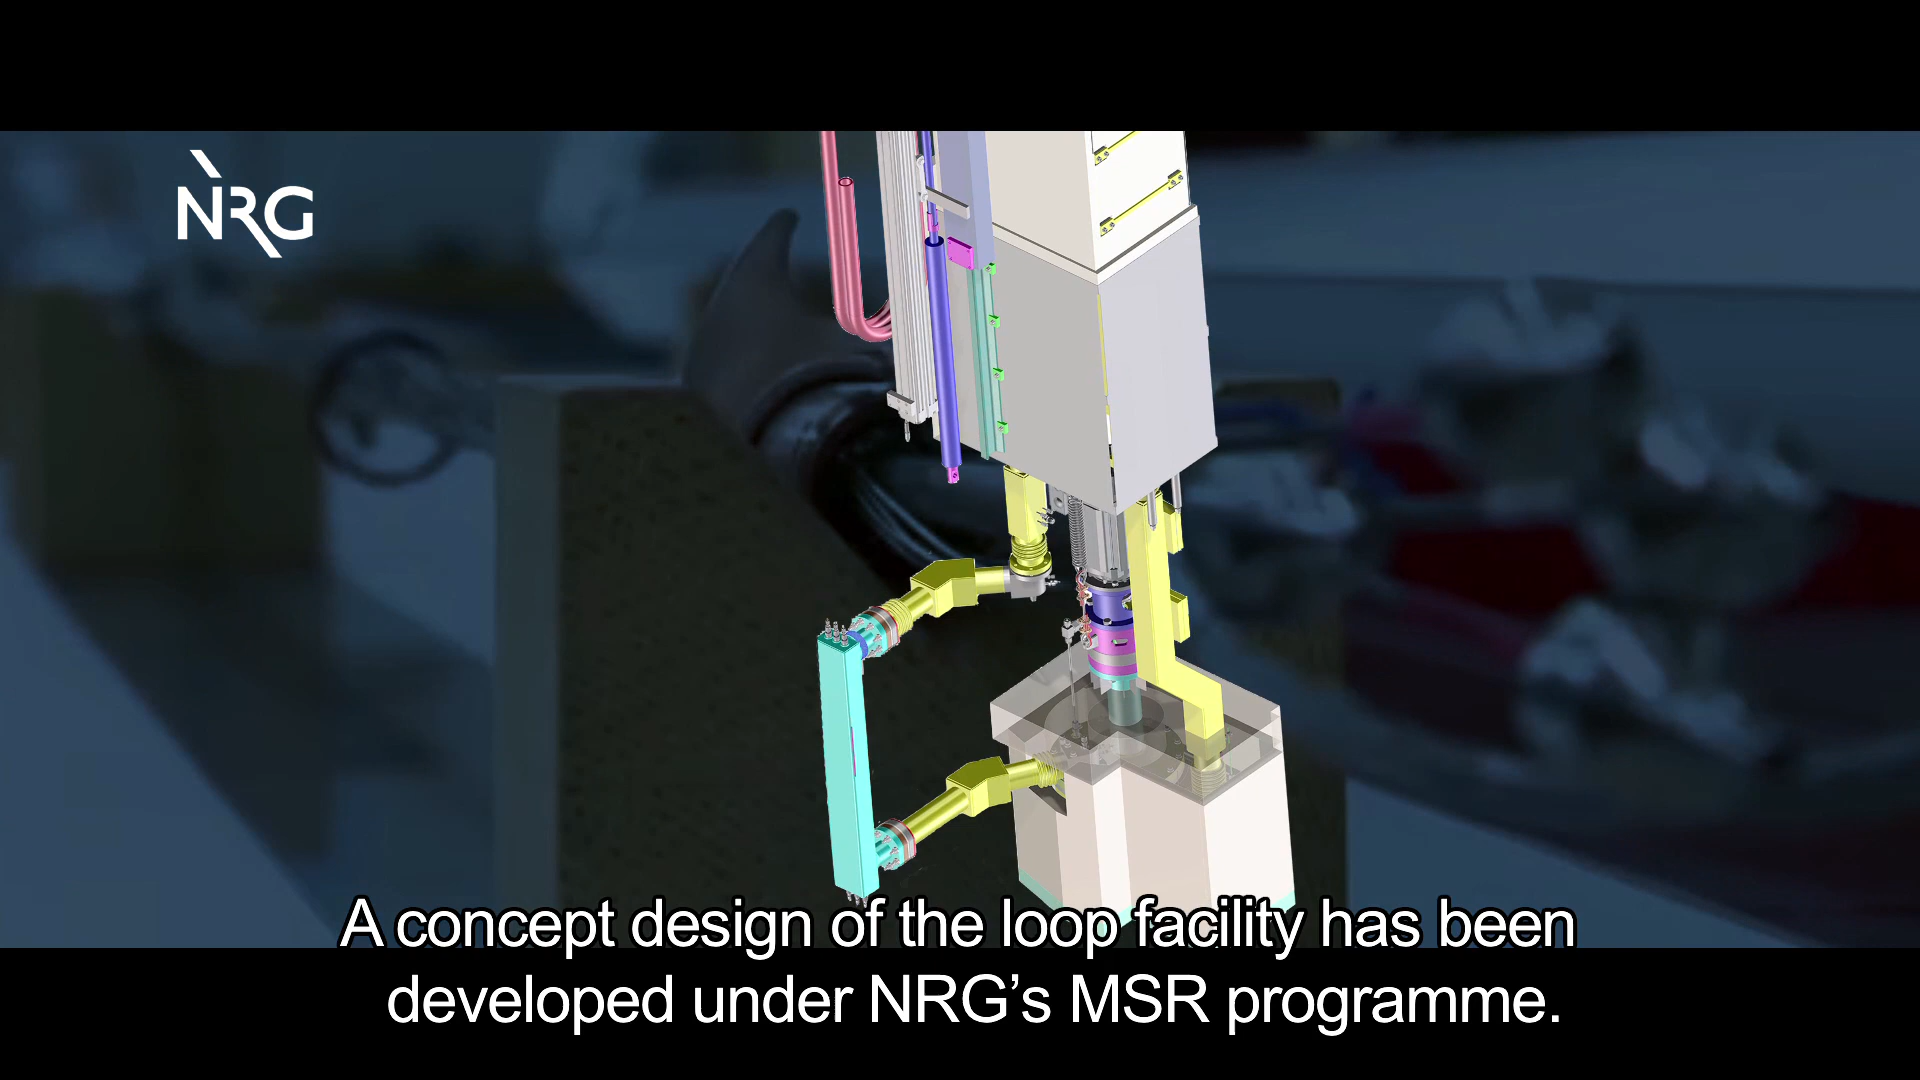 NRG
A concept design of the loop facility has been
developed under NRG’s MSR programme.